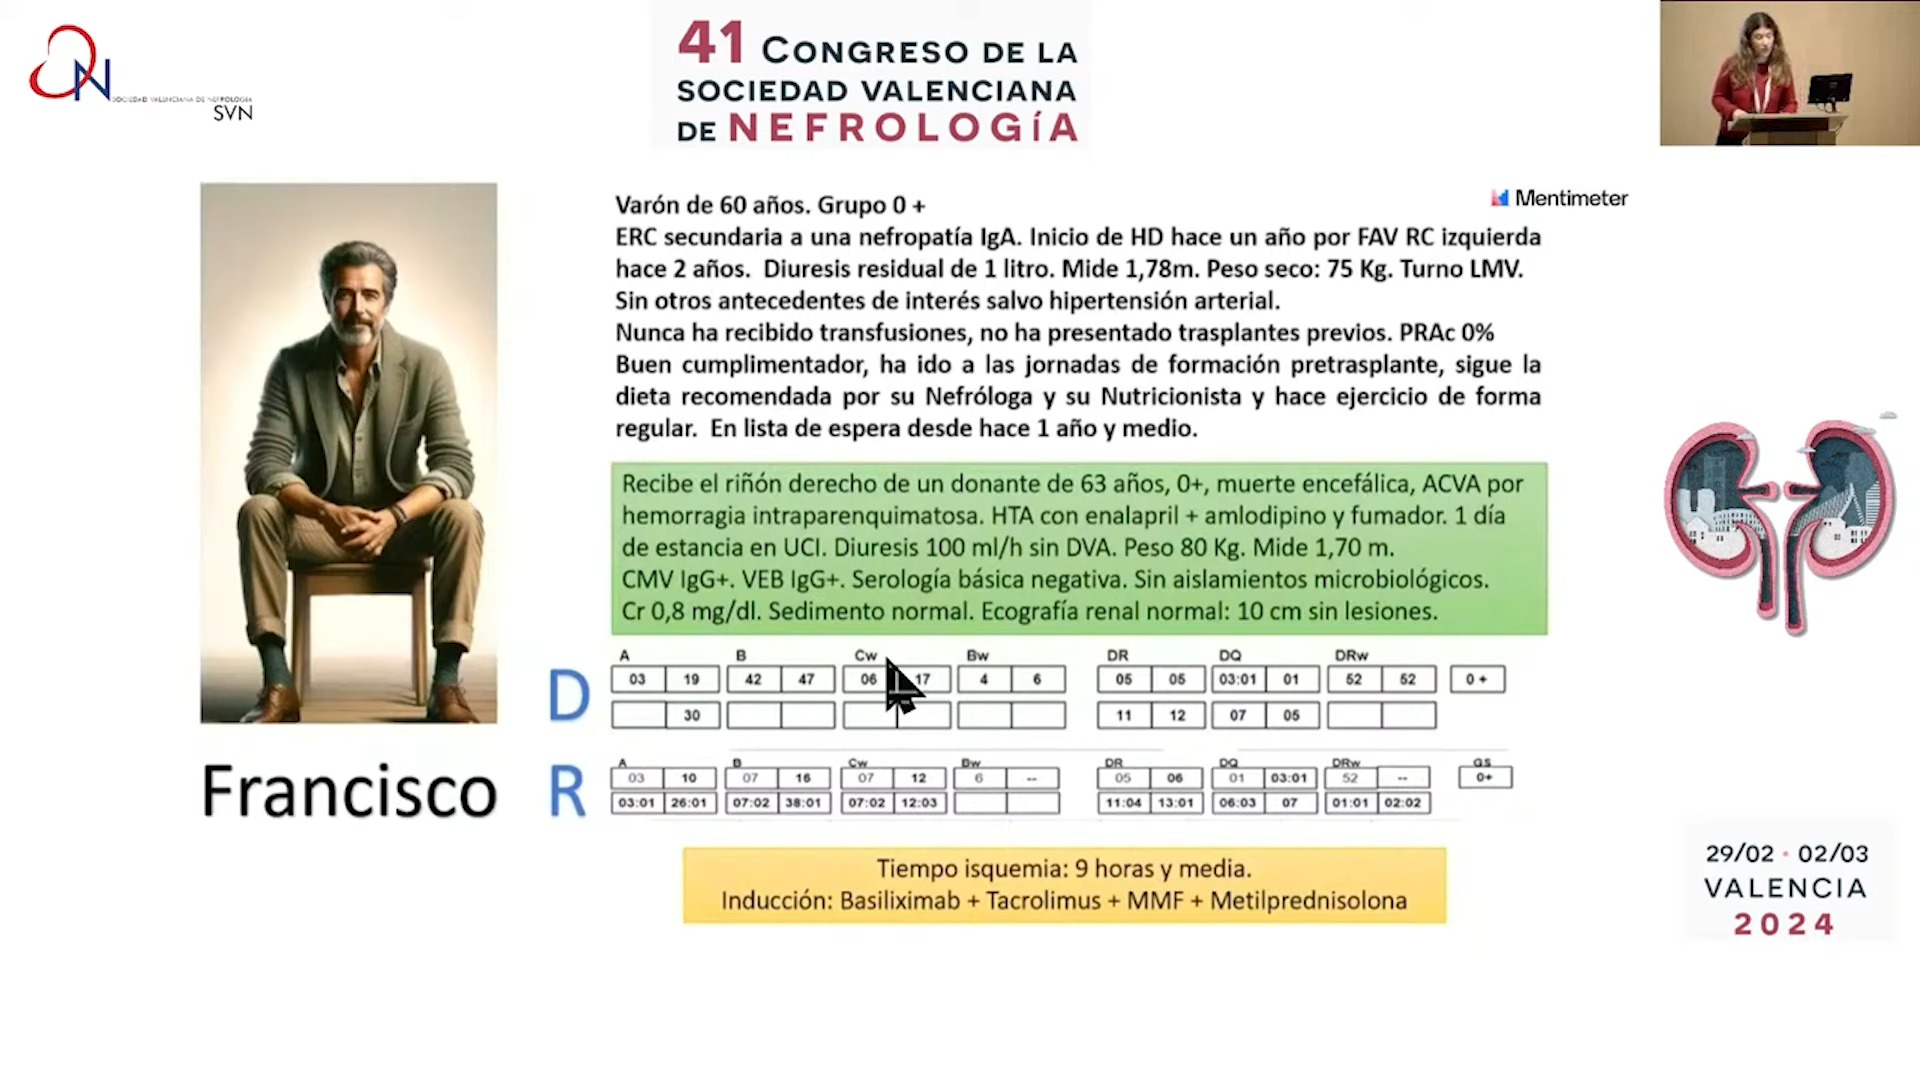 41 CONGRESO DE LA
SOCIEDAD VALENCIANA
DE NEFROLOGíA
N
SOCIEDAD VALENCIANA DE NEFROLOGÍA
SVN
Mentimeter
Varón de 60 años. Grupo 0 +
ERC secundaria a una nefropatía IgA. Inicio de HD hace un año por FAV RC izquierda
hace 2 años. Diuresis residual de 1 litro. Mide 1,78m. Peso seco: 75 Kg. Turno LMV.
Sin otros antecedentes de interés salvo hipertensión arterial.
Nunca ha recibido transfusiones, no ha presentado trasplantes previos. PRAc 0%
Buen cumplimentador, ha ido a las jornadas de formación pretrasplante, sigue la
dieta recomendada por su Nefróloga y su Nutricionista y hace ejercicio de forma
regular. En lista de espera desde hace 1 año y medio.
Recibe el riñón derecho de un donante de 63 años, 0+, muerte encefálica, ACVA por
hemorragia intraparenquimatosa. HTA con enalapril + amlodipino y fumador. 1 día
de estancia en UCI. Diuresis 100 ml/h sin DVA. Peso 80 Kg. Mide 1,70 m.
CMV IgG+. VEB IgG+. Serología básica negativa. Sin aislamientos microbiológicos.
Cr 0,8 mg/dl. Sedimento normal. Ecografía renal normal: 10 cm sin lesiones.
A B Cw Bw DR DQ DRw
D 03 19 42 47 06 17 4 6 05 05 03:01 01 52 52 0 +
30 11 12 07 05
A B Cw Bw DR DQ DRw GS
R 03 10 07 16 07 12 6 -- 05 06 01 03:01 52 -- 0+
03:01 26:01 07:02 38:01 07:02 12:03 11:04 13:01 06:03 07 01:01 02:02
Francisco
Tiempo isquemia: 9 horas y media.
Inducción: Basiliximab + Tacrolimus + MMF + Metilprednisolona
29/02 · 02/03
VALENCIA
2024